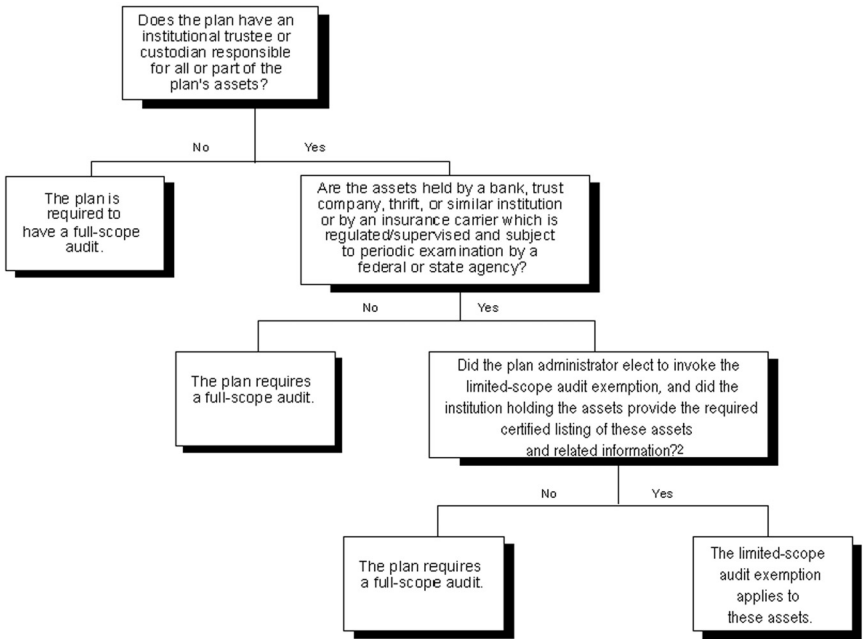 Does the plan have an
institutional trustee or
custodian responsible
for all or part of the
plan's assets?
No
Yes
The plan is
required to
have a full-scope
audit.
Are the assets held by a bank, trust
company, thrift, or similar institution
or by an insurance carrier which is
regulated/supervised and subject
to periodic examination by a
federal or state agency?
No
Yes
The plan requires
a full-scope audit.
Did the plan administrator elect to invoke the
limited-scope audit exemption, and did the
institution holding the assets provide the required
certified listing of these assets
and related information?2
No
Yes
The plan requires
a full-scope audit.
The limited-scope
audit exemption
applies to
these assets.